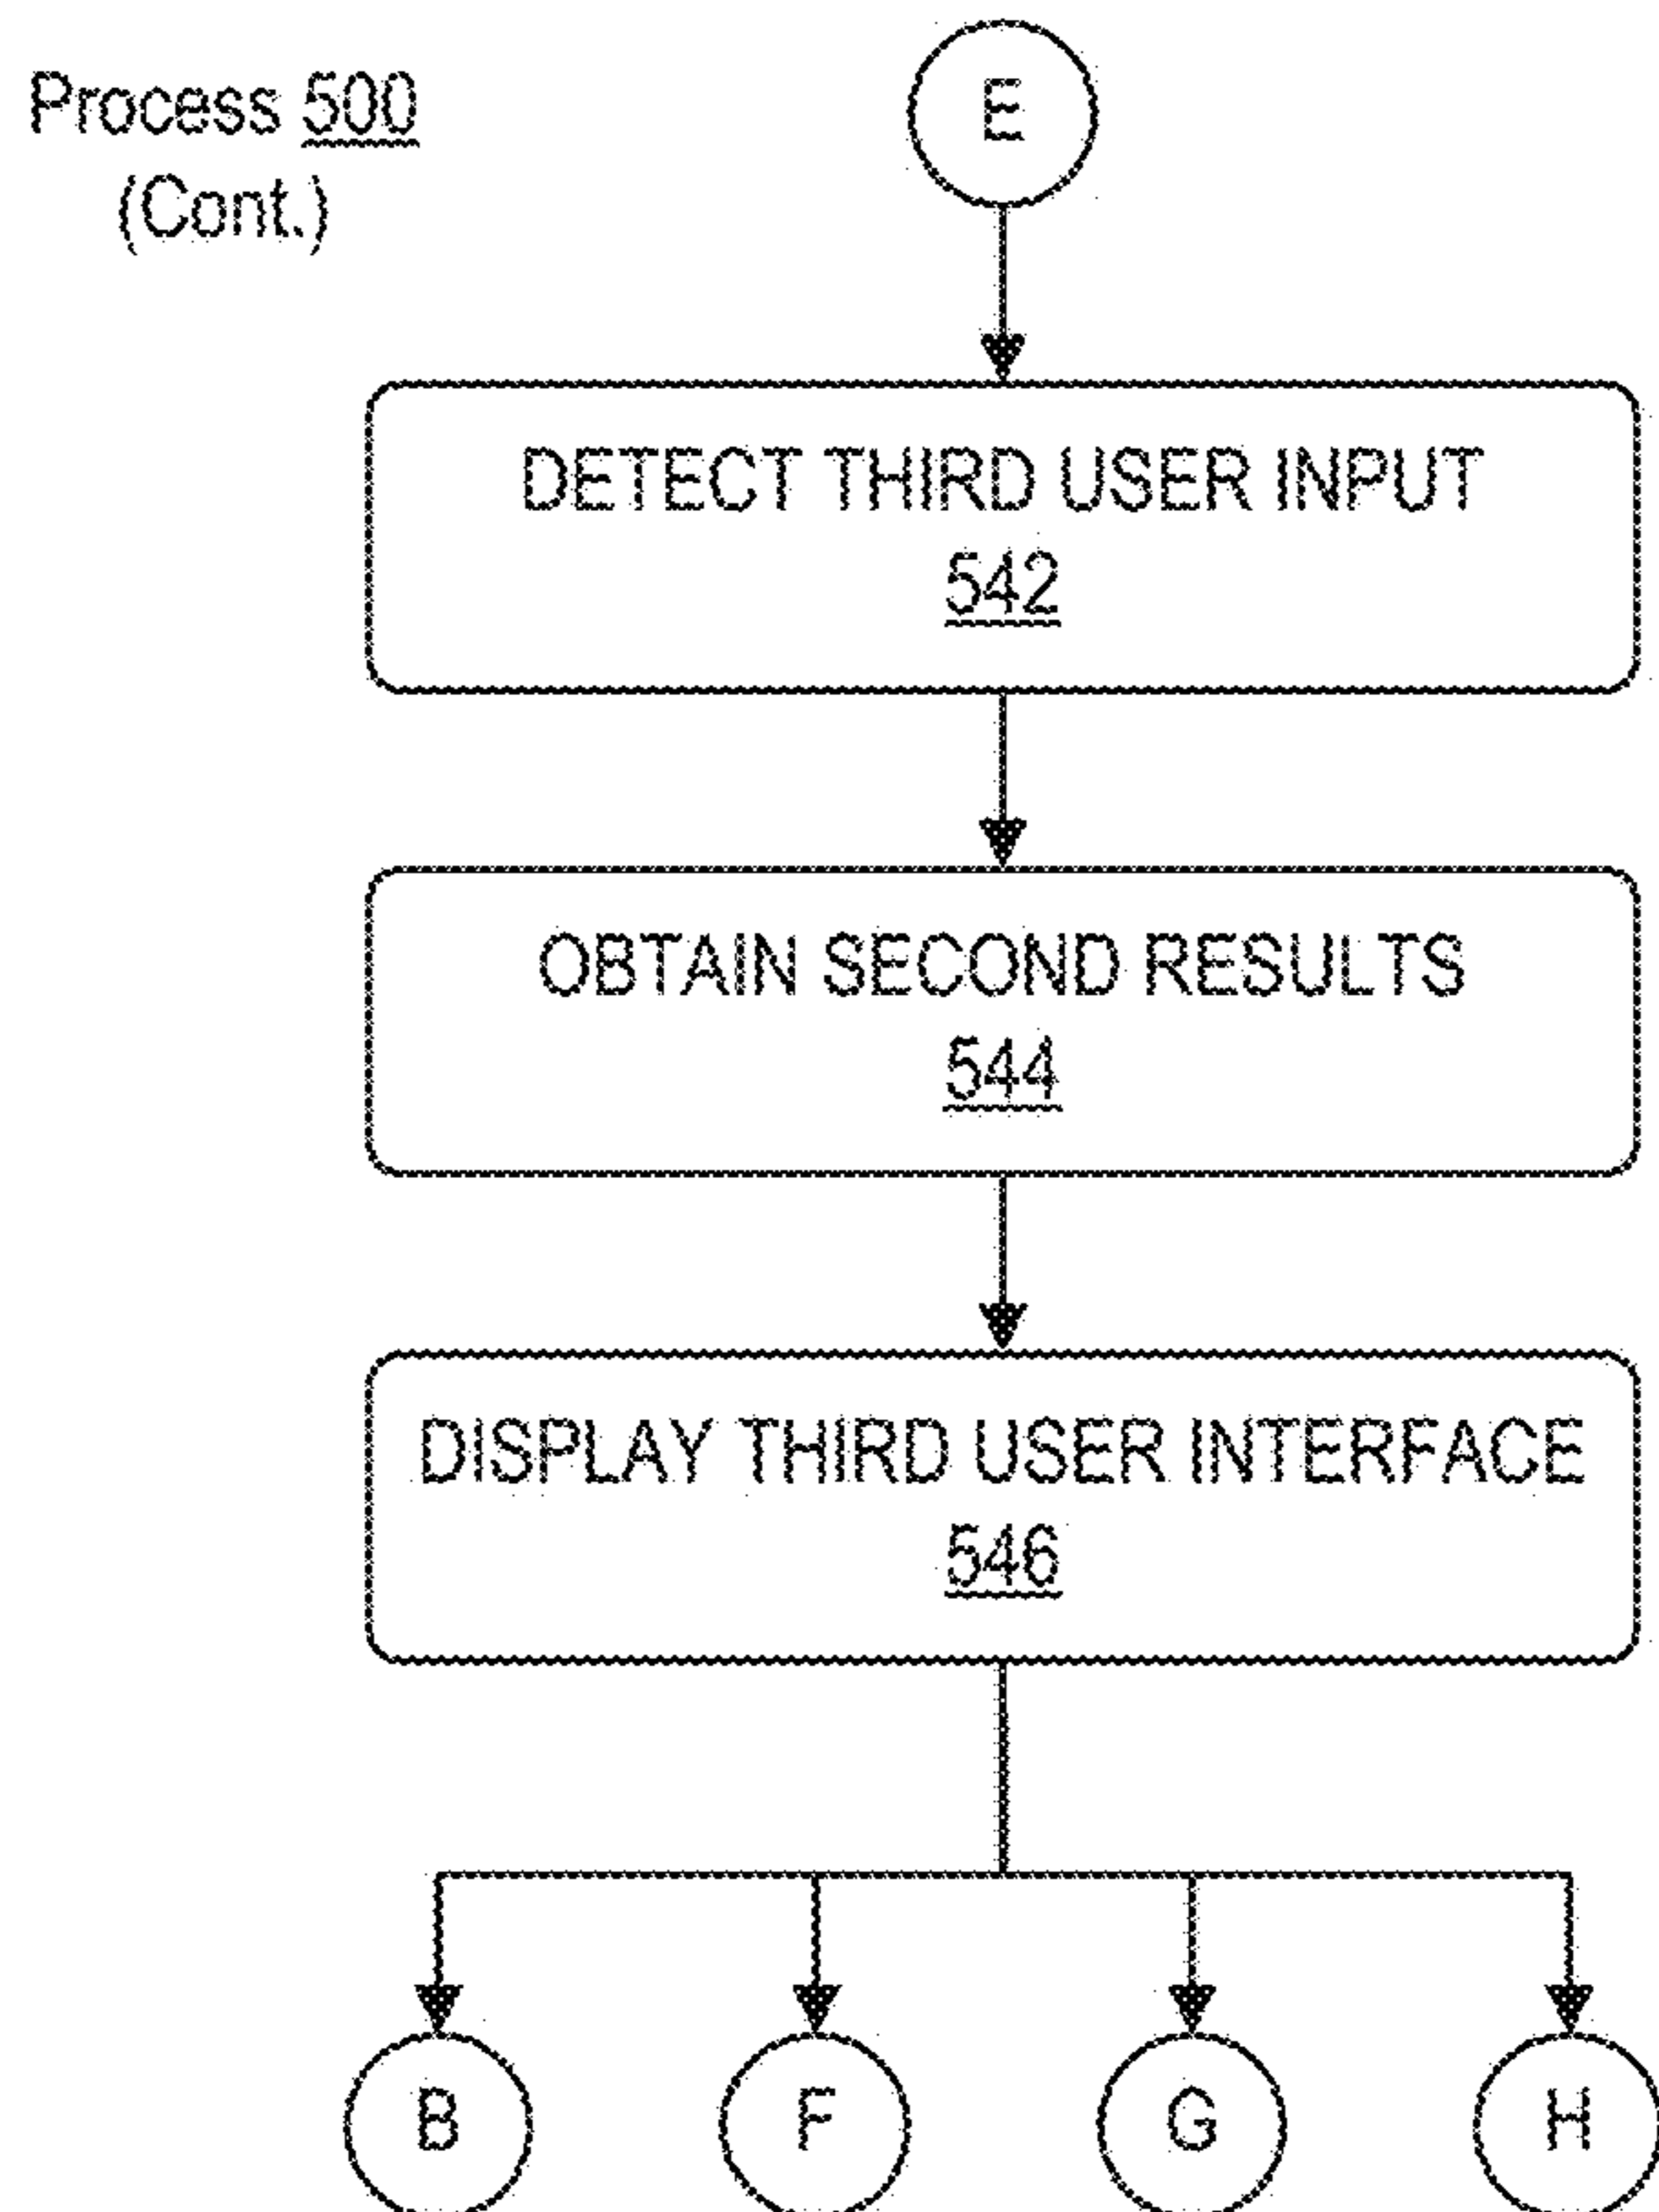 Process 500
(Cont.)
E
DETECT THIRD USER INPUT
542
OBTAIN SECOND RESULTS
544
DISPLAY THIRD USER INTERFACE
546
B F G H